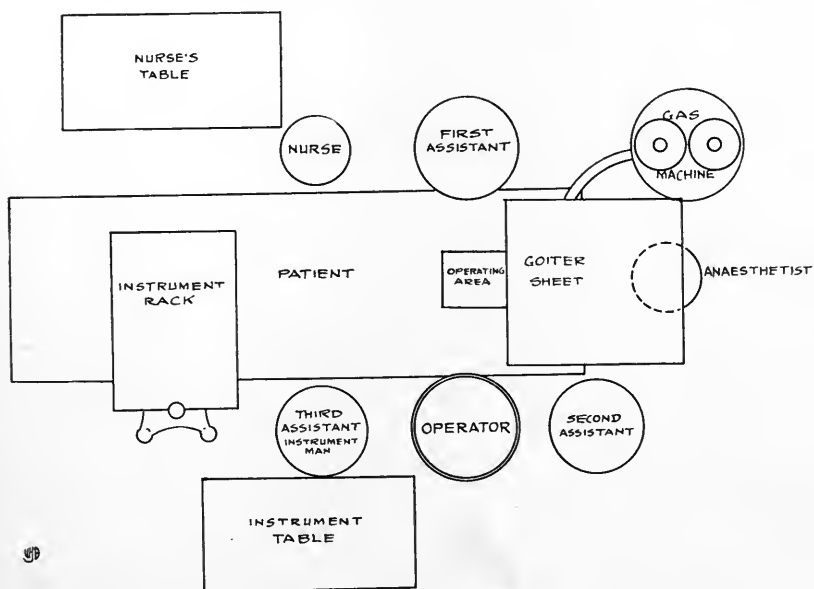 NURSE'S
TABLE
NURSE
FIRST
ASSISTANT
GAS
MACHINE
INSTRUMENT
RACK
PATIENT
OPERATING
AREA
GOITER
SHEET
ANAESTHETIST
THIRD
ASSISTANT
INSTRUMENT
MAN
OPERATOR
SECOND
ASSISTANT
INSTRUMENT
TABLE